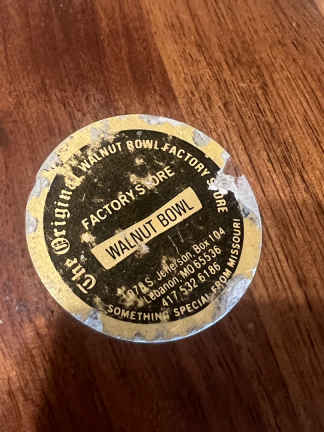 The Original WALNUT BOWL FACTORY STORE
FACTORY STORE
WALNUT BOWL
S. Jefferson, Box 104
Lebanon, MO 65536
417 532 6186
SOMETHING SPECIAL FROM MISSOURI